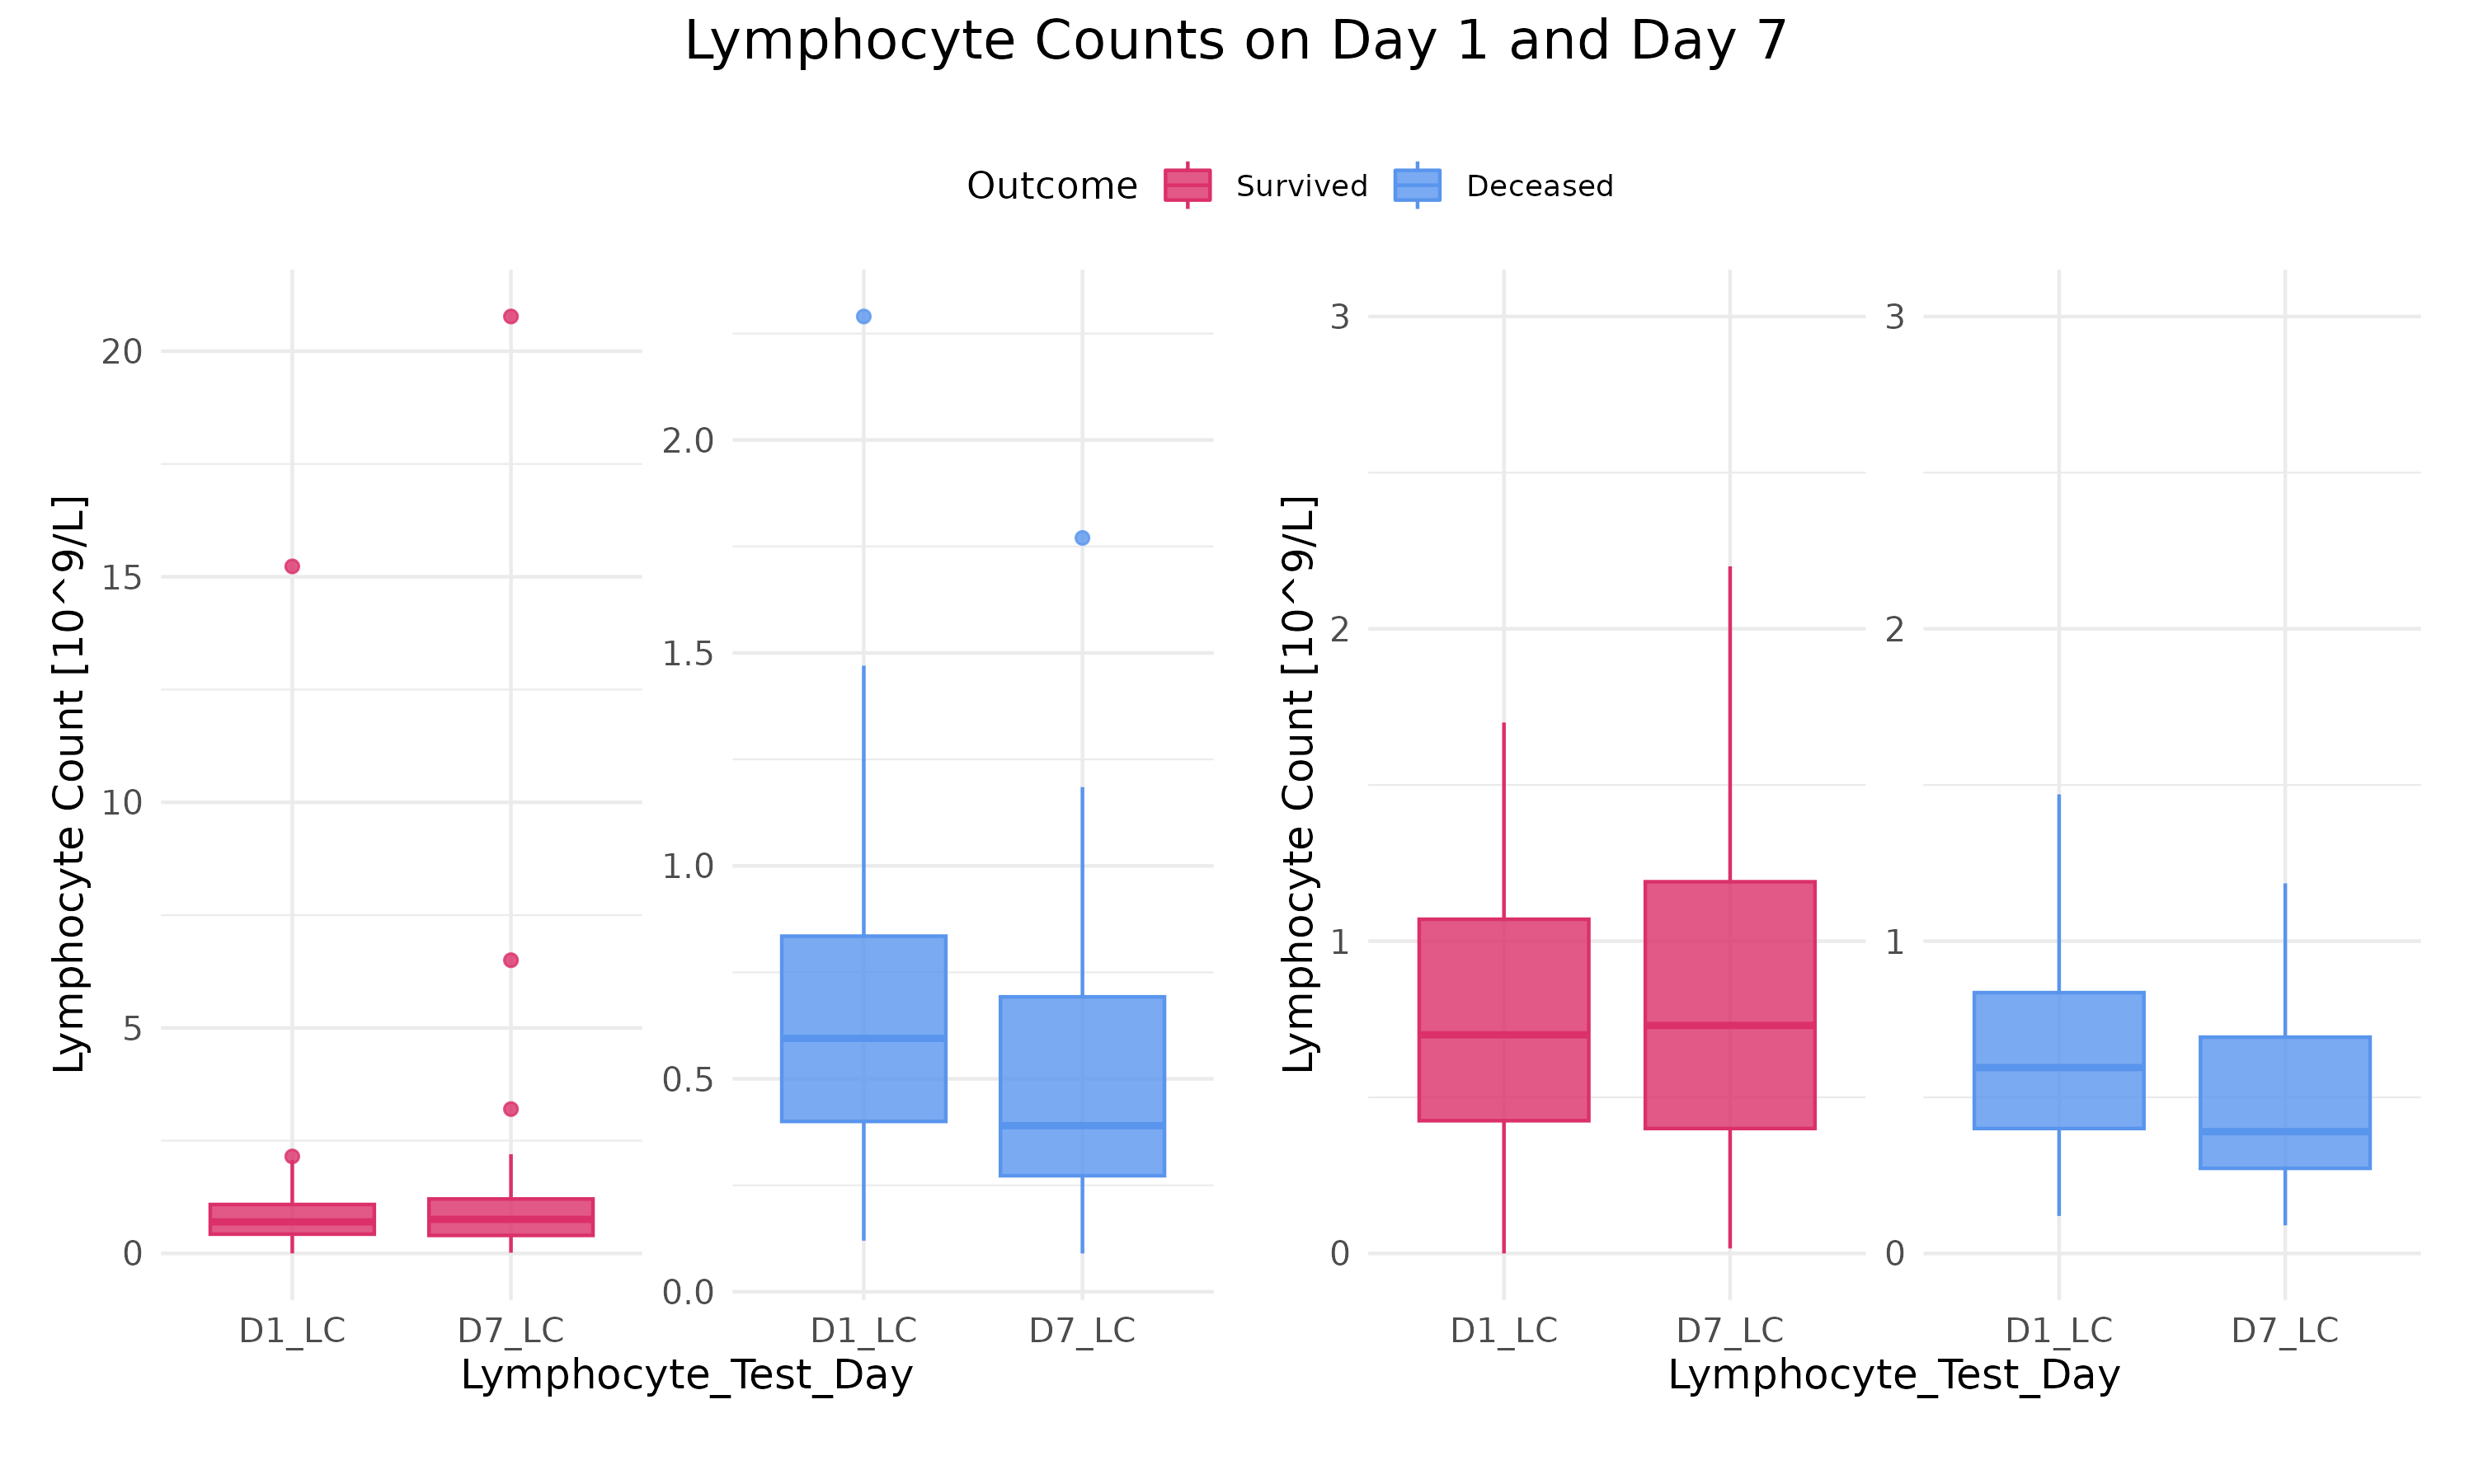 Lymphocyte Counts on Day 1 and Day 7
Outcome Survived Deceased
Lymphocyte Count [10^9/L]
20
15
10
5
0
D1_LC D7_LC
2.0
1.5
1.0
0.5
0.0
D1_LC D7_LC
Lymphocyte_Test_Day
Lymphocyte Count [10^9/L]
3
2
1
0
D1_LC D7_LC
3
2
1
0
D1_LC D7_LC
Lymphocyte_Test_Day